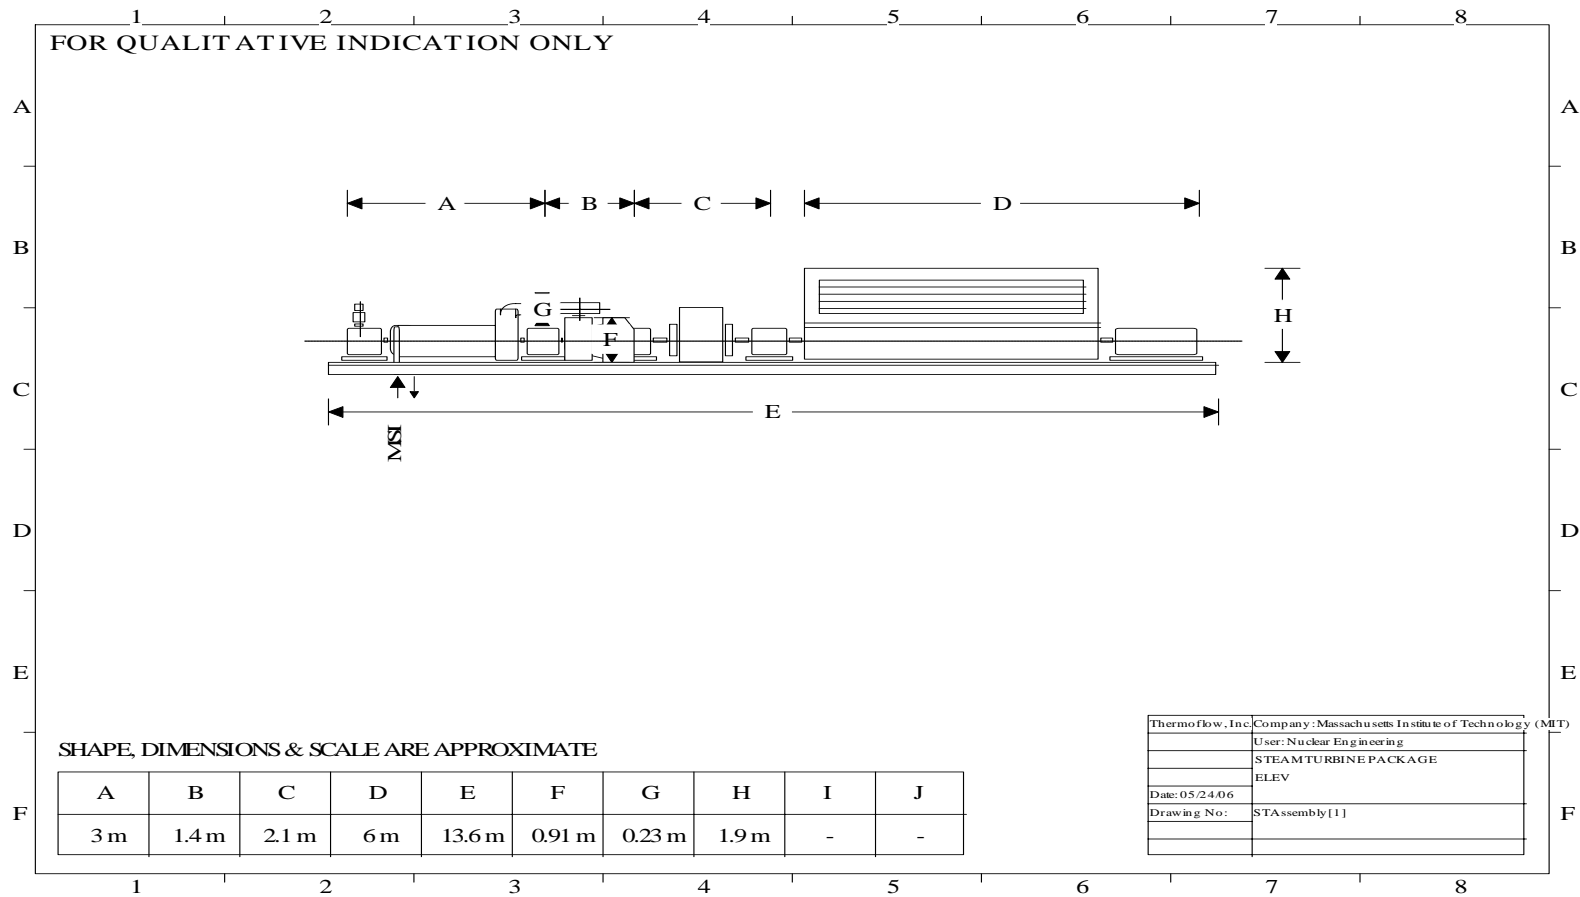 1 2 3 4 5 6 7 8
FOR QUALITATIVE INDICATION ONLY
A A
A B C D
B B
G H
F
C C
E
MSI
D D
E E
SHAPE, DIMENSIONS & SCALE ARE APPROXIMATE
A B C D E F G H I J
3 m 1.4 m 2.1 m 6 m 13.6 m 0.91 m 0.23 m 1.9 m - -
Thermoflow, Inc. Company: Massachusetts Institute of Technology (MIT)
User: Nuclear Engineering
STEAM TURBINE PACKAGE
ELEV
Date: 05/24/06
Drawing No: STAssembly[1]
F F
1 2 3 4 5 6 7 8